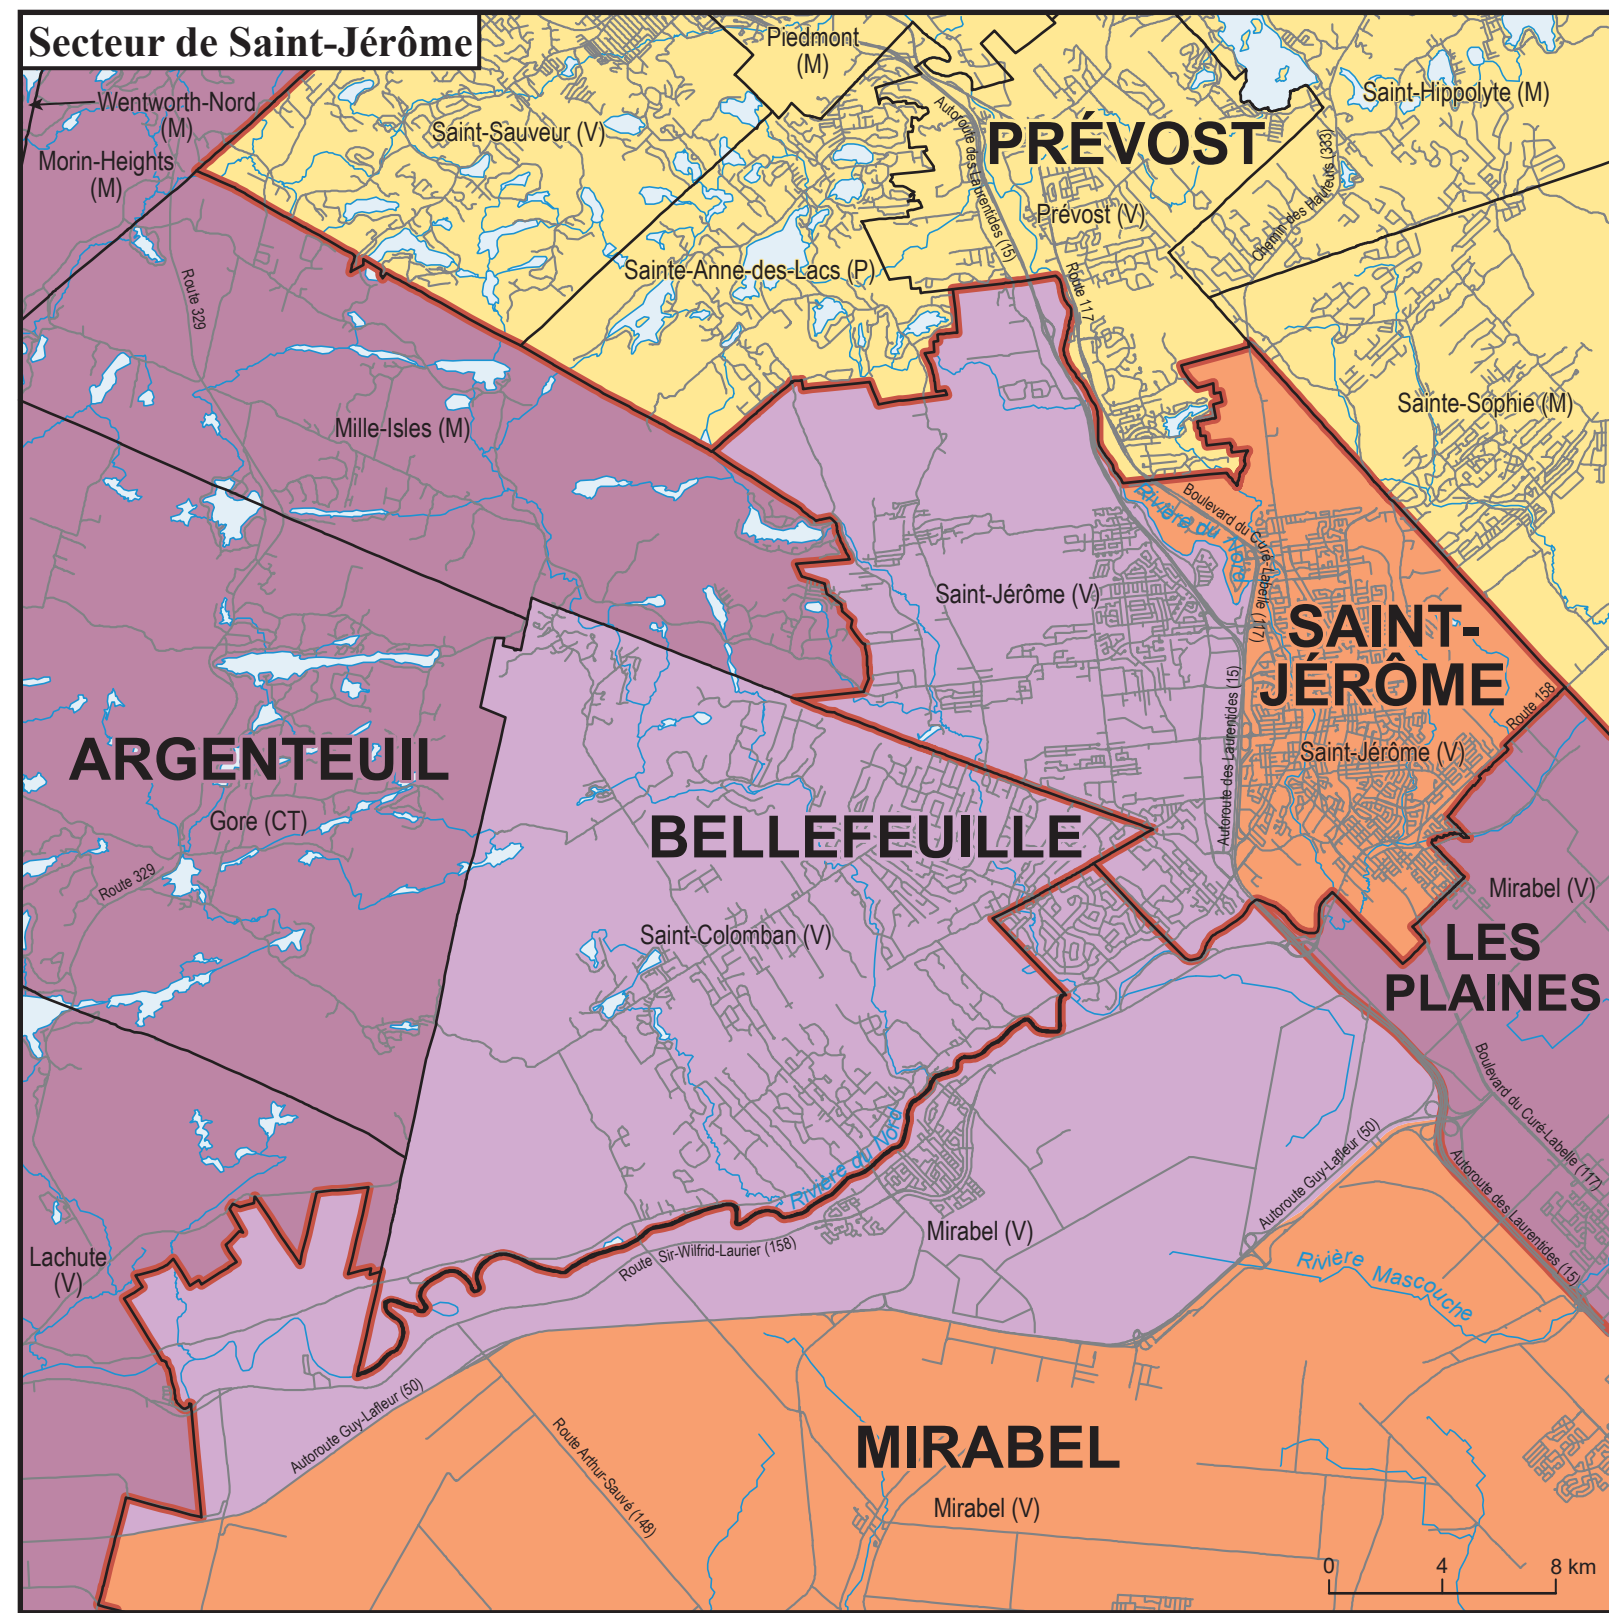 Secteur de Saint-Jérôme
Piedmont
(M)
Wentworth-Nord
(M)
Morin-Heights
(M)
Saint-Sauveur (V)
Saint-Hippolyte (M)
PRÉVOST
Autoroute des Laurentides (15)
Prévost (V)
Chemin des Hauteurs (333)
Sainte-Anne-des-Lacs (P)
Route 117
Route 329
Mille-Isles (M)
Sainte-Sophie (M)
Rivière du Nord
Boulevard du Curé-Labelle (117)
Saint-Jérôme (V)
SAINT-
JÉRÔME
Autoroute des Laurentides (15)
Route 158
Saint-Jérôme (V)
ARGENTEUIL
Gore (CT)
BELLEFEUILLE
Route 329
Mirabel (V)
Saint-Colomban (V)
LES
PLAINES
Boulevard du Curé-Labelle (117)
Rivière du Nord
Autoroute Guy-Lafleur (50)
Autoroute des Laurentides (15)
Mirabel (V)
Lachute
(V)
Route Sir-Wilfrid-Laurier (158)
Rivière Mascouche
Autoroute Guy-Lafleur (50)
Route Arthur-Sauvé (148)
MIRABEL
Mirabel (V)
0 4 8 km